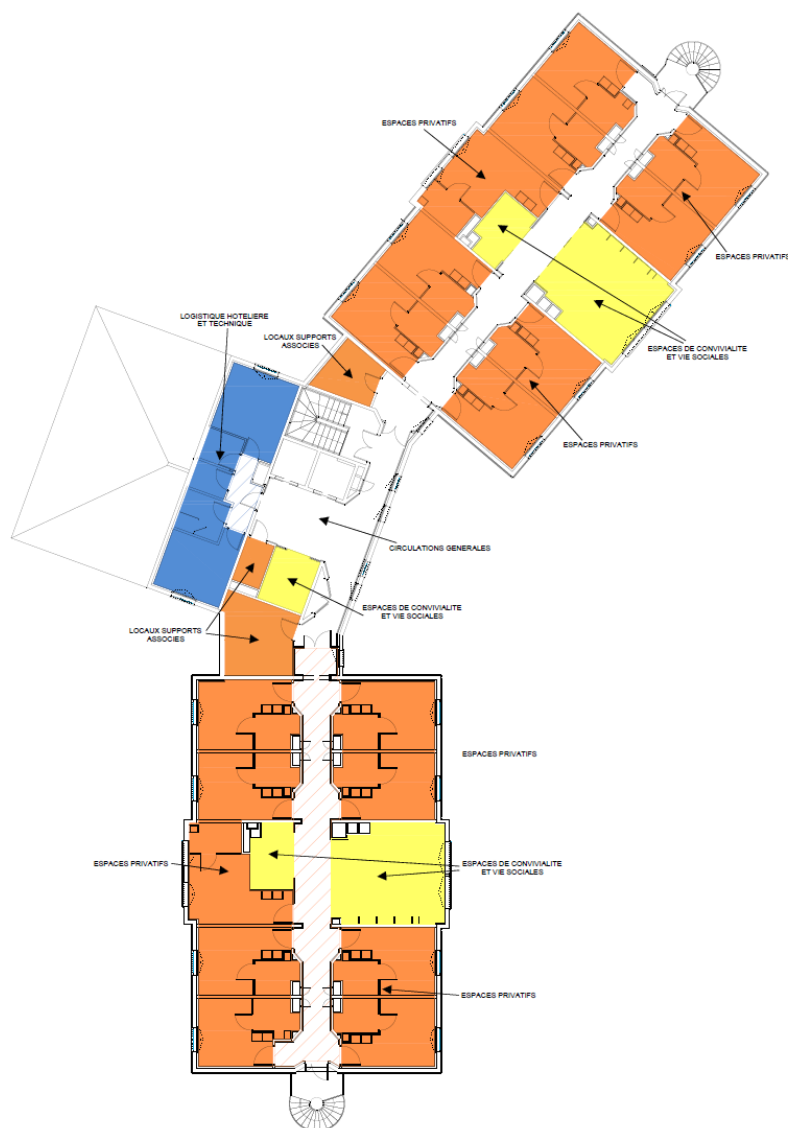 ESPACES PRIVATIFS
ESPACES PRIVATIFS
LOGISTIQUE HOTELIERE
ET TECHNIQUE
LOCAUX SUPPORTS
ASSOCIES
ESPACES DE CONVIVIALITE
ET VIE SOCIALES
ESPACES PRIVATIFS
CIRCULATIONS GENERALES
ESPACES DE CONVIVIALITE
ET VIE SOCIALES
LOCAUX SUPPORTS
ASSOCIES
ESPACES PRIVATIFS
ESPACES PRIVATIFS
ESPACES DE CONVIVIALITE
ET VIE SOCIALES
ESPACES PRIVATIFS